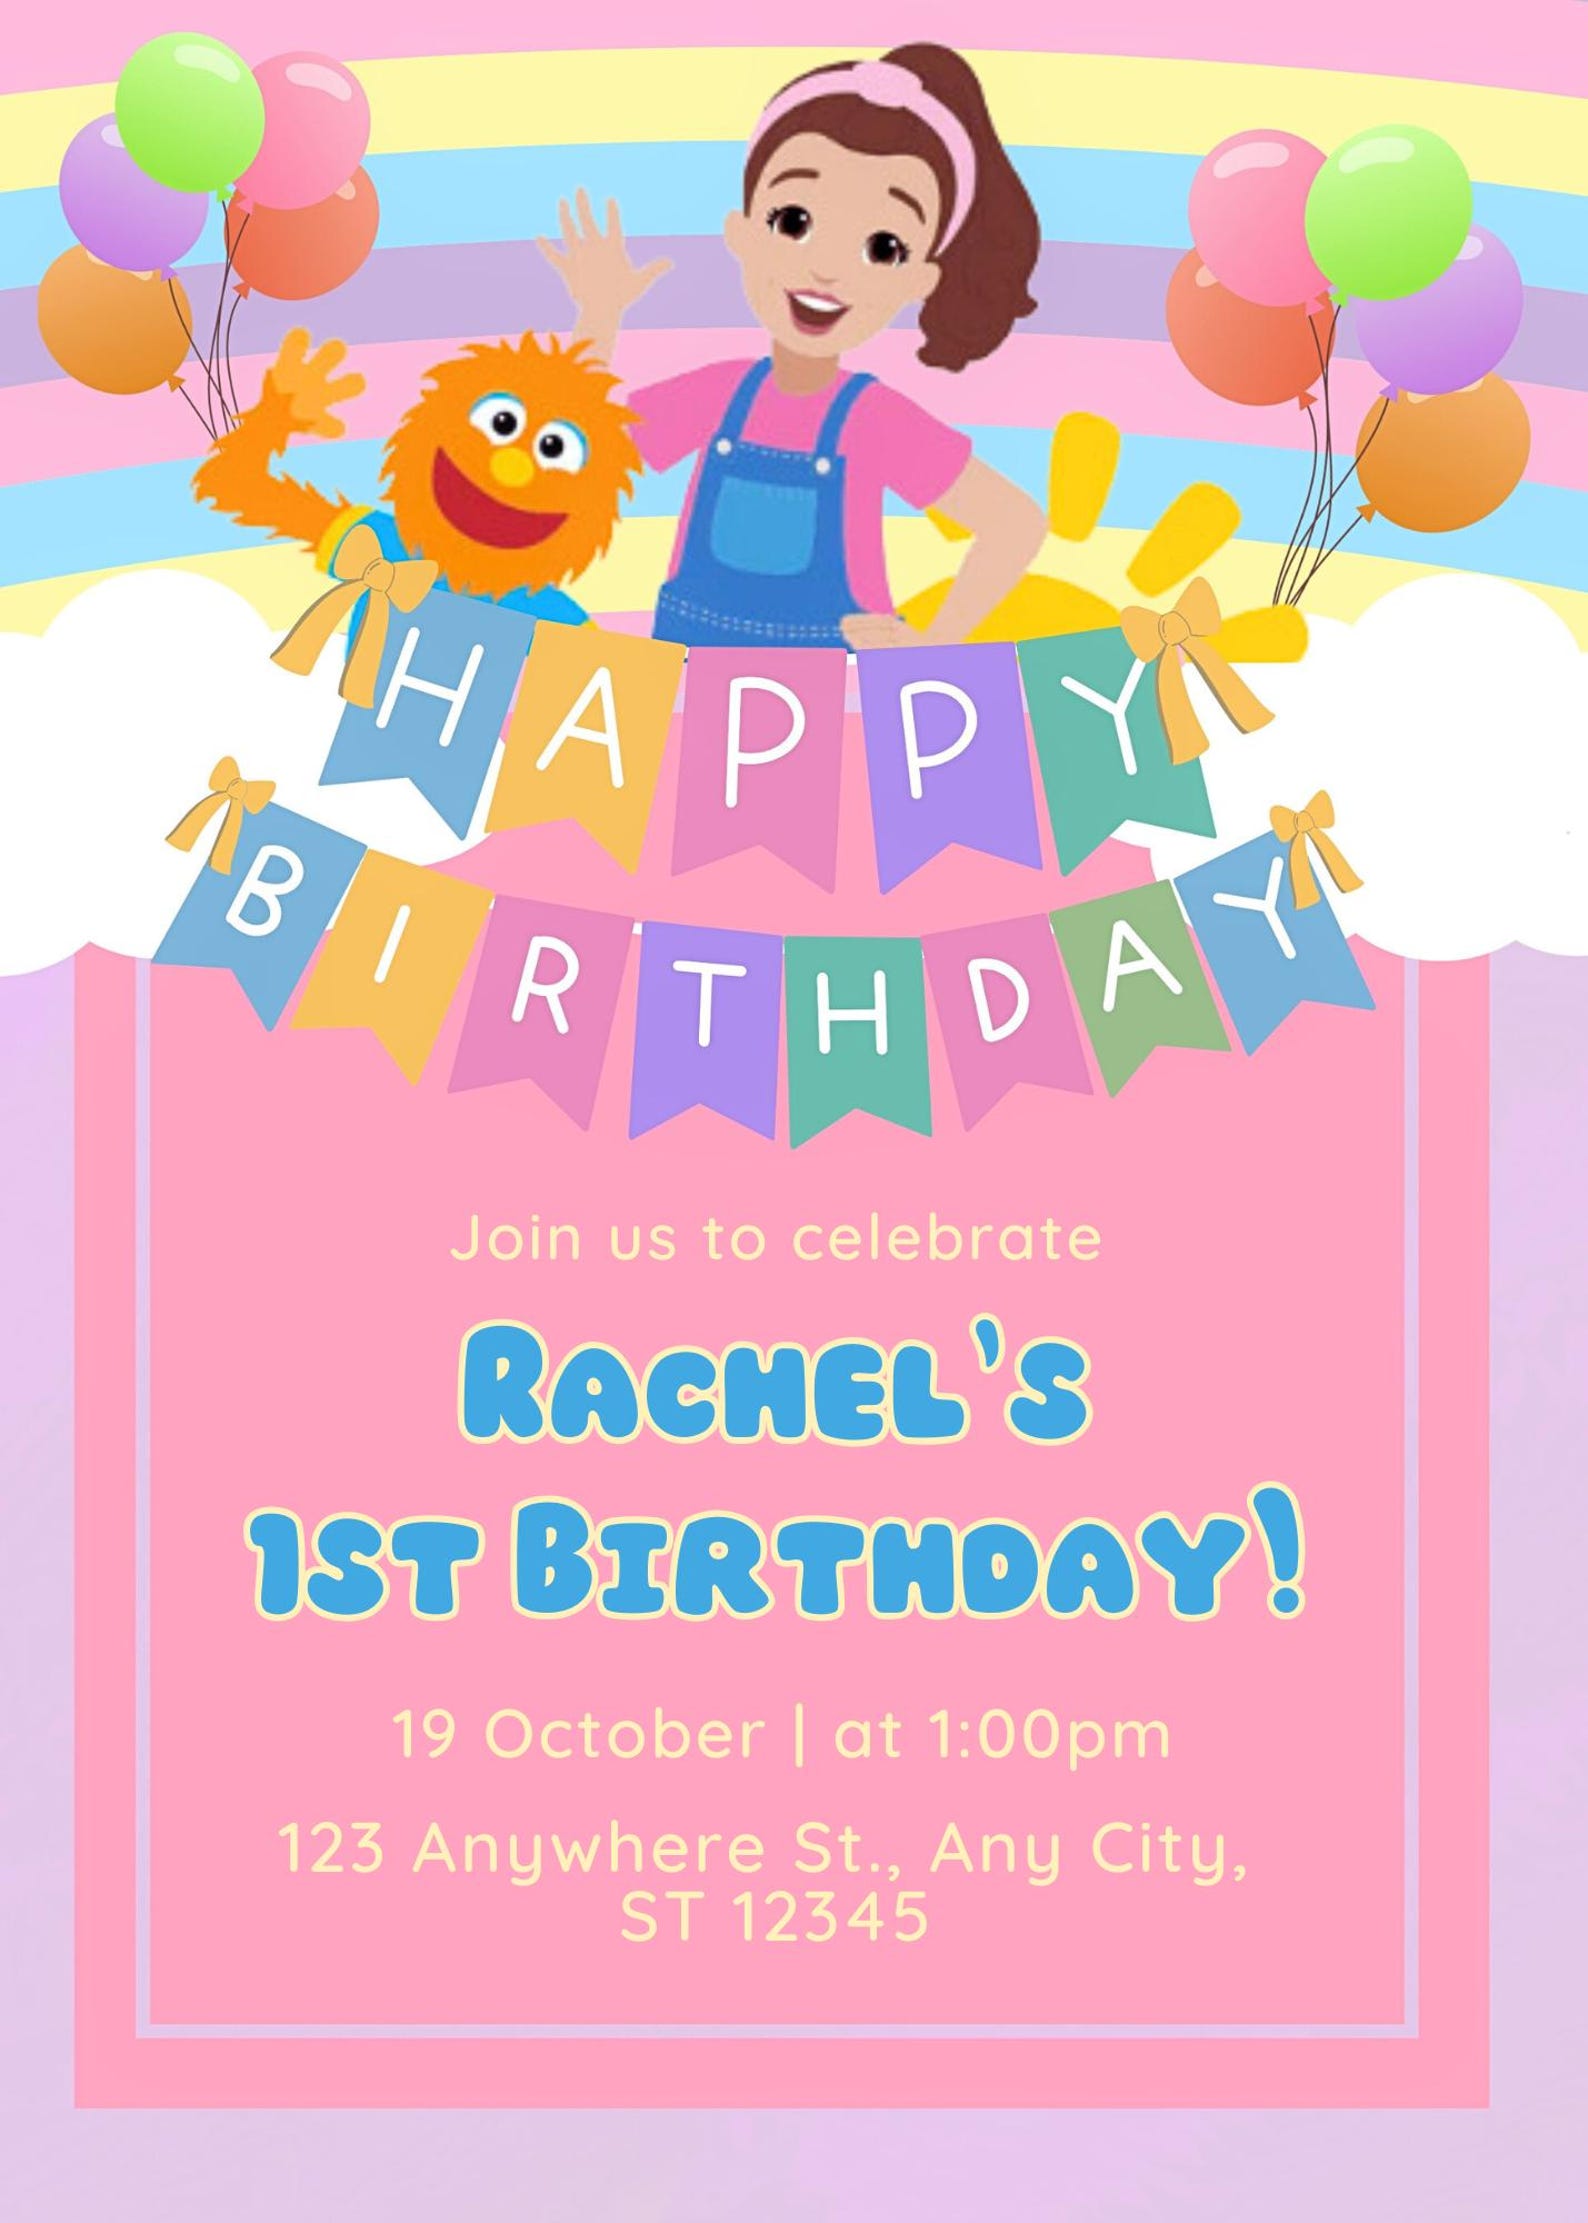 HAPPY
BIRTHDAY
Join us to celebrate
RACHEL'S
1ST BIRTHDAY!
19 October | at 1:00pm
123 Anywhere St., Any City,
ST 12345